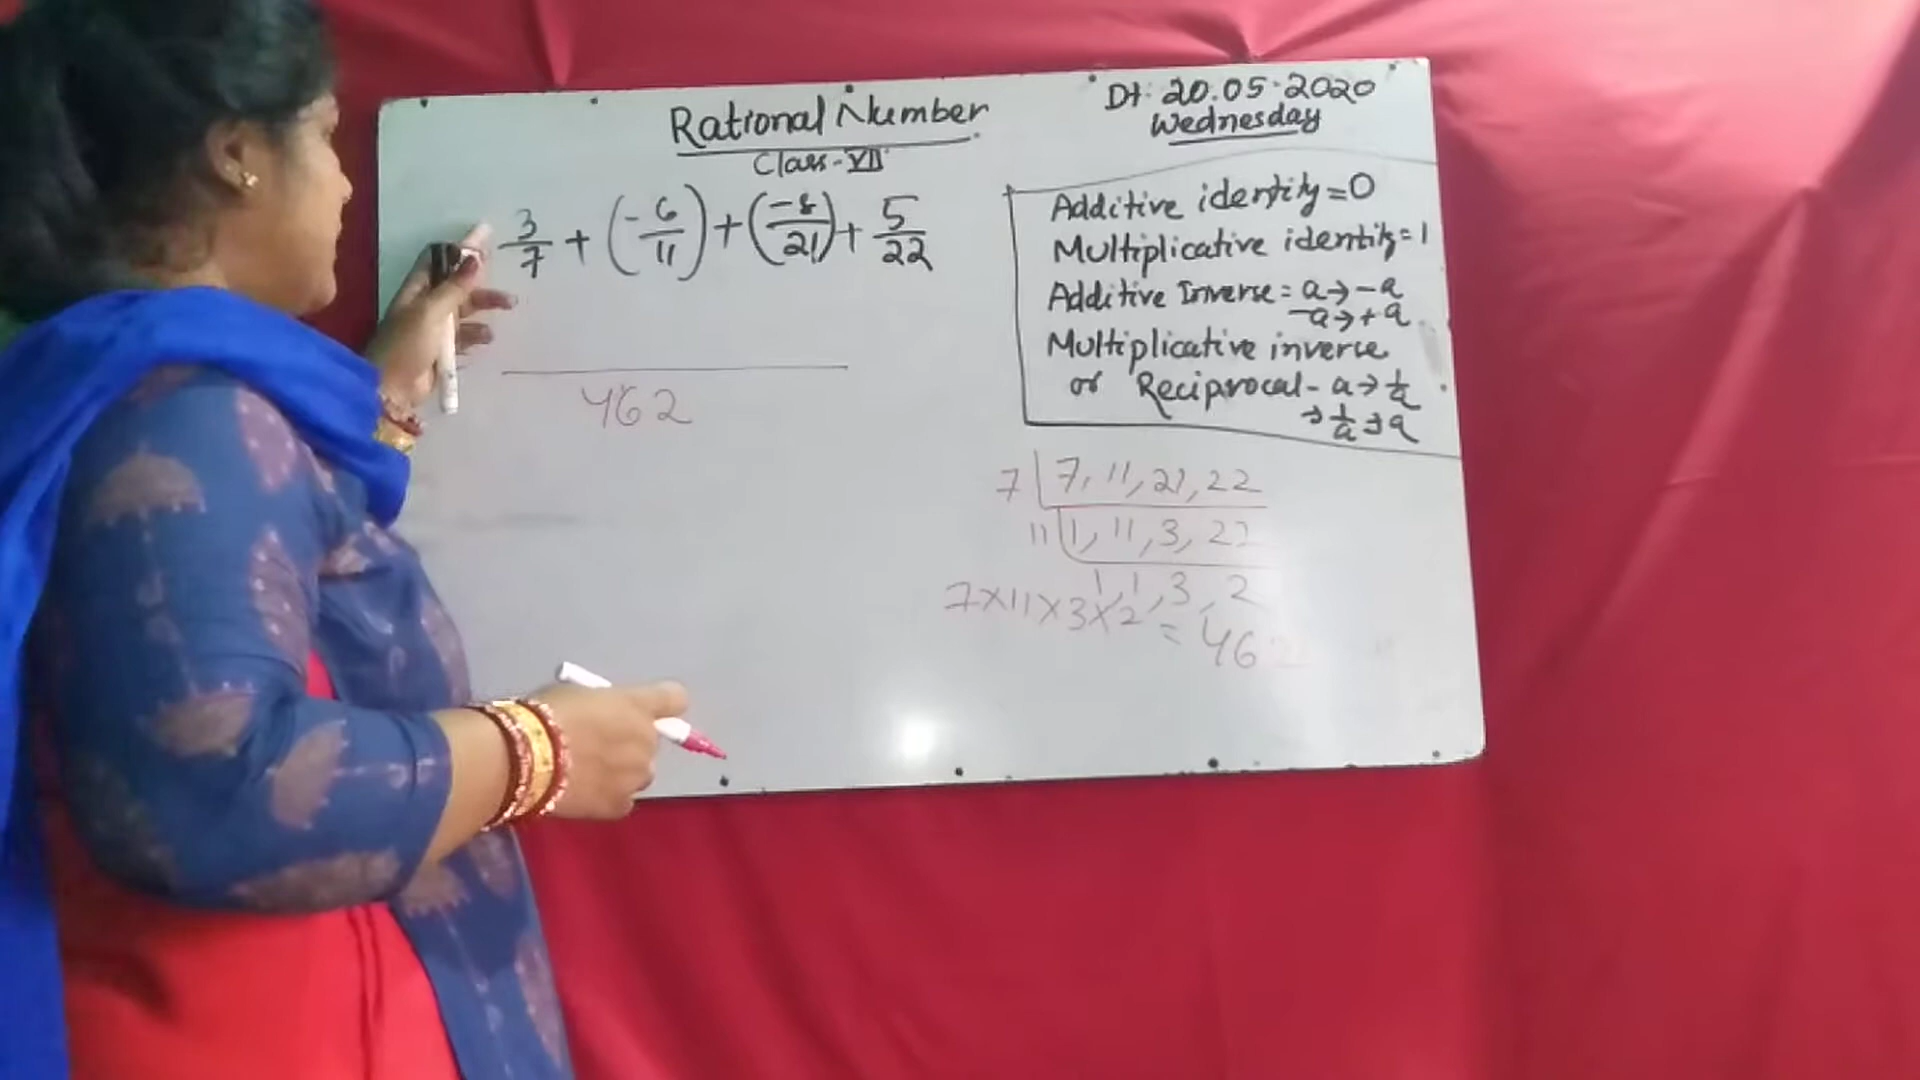 Rational Number
Class-VII
Dt: 20.05.2020
Wednesday
3/7 + (-6/11) + (-8/21) + 5/22
462
Additive identity=0
Multiplicative identity=1
Additive Inverse = a→-a
-a→+a
Multiplicative inverse
or Reciprocal - a→1/a
→1/a→a
7 | 7, 11, 21, 22
11 | 1, 11, 3, 22
1, 1, 3, 2
7×11×3×2 = 462